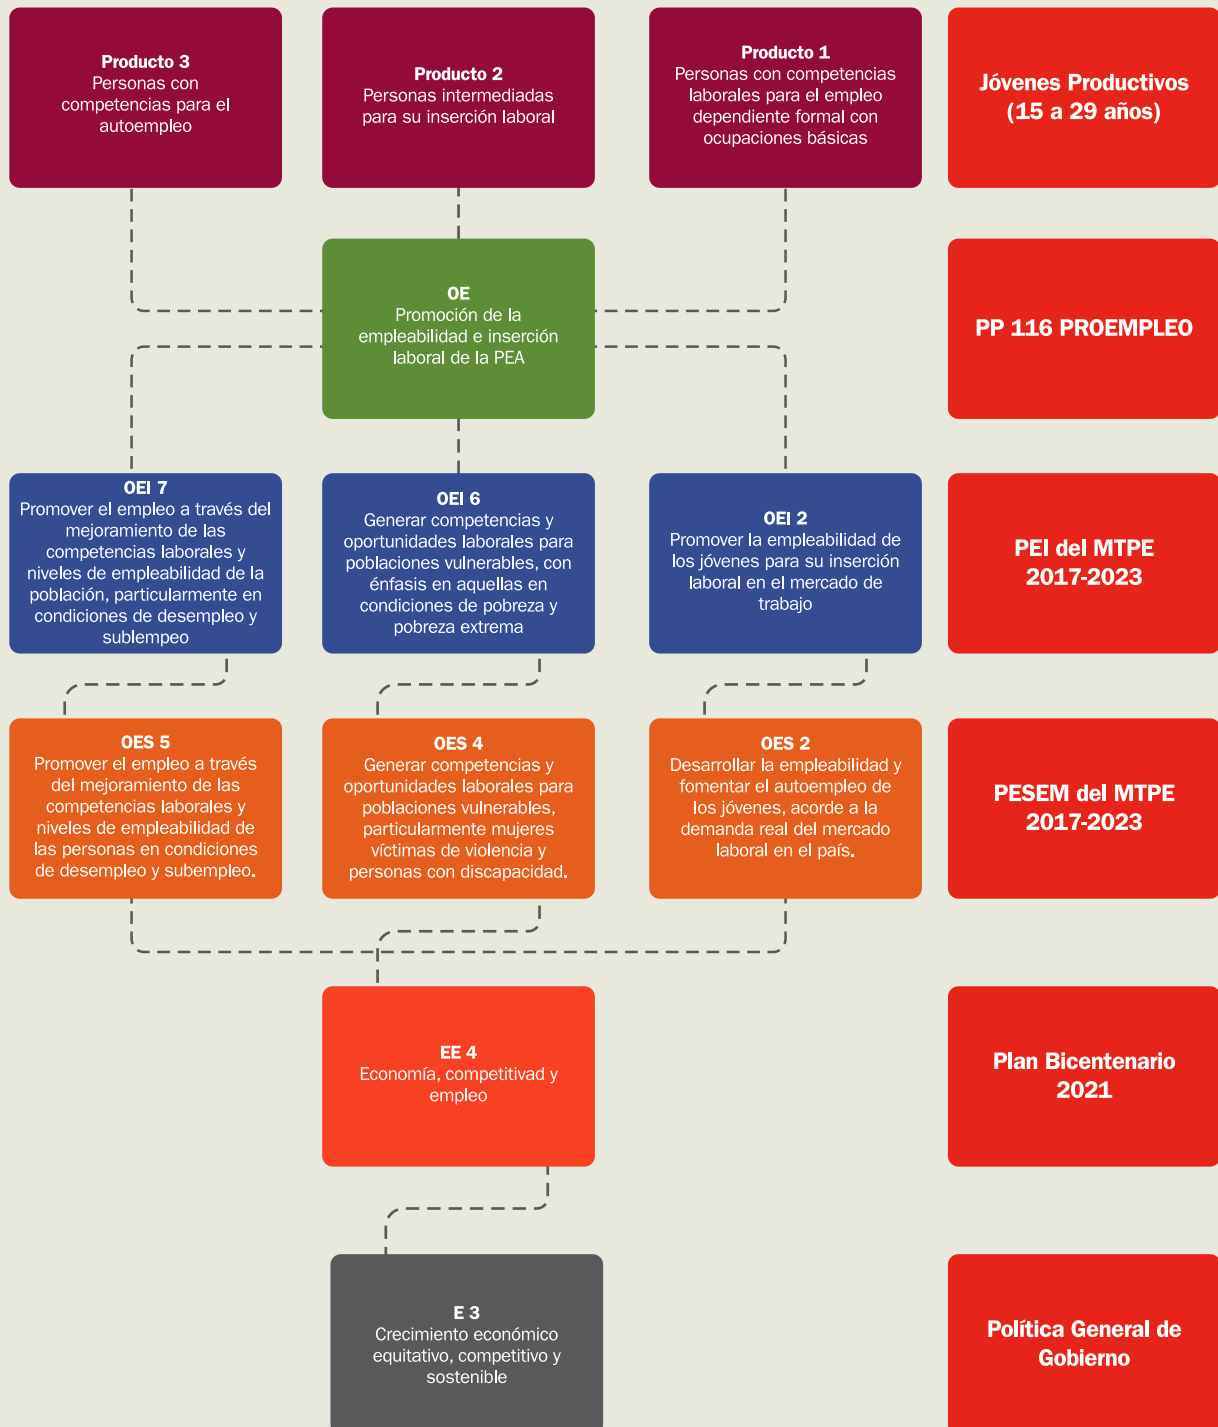 Producto 3
Personas con
competencias para el
autoempleo
Producto 2
Personas intermediadas
para su inserción laboral
Producto 1
Personas con competencias
laborales para el empleo
dependiente formal con
ocupaciones básicas
Jóvenes Productivos
(15 a 29 años)
OE
Promoción de la
empleabilidad e inserción
laboral de la PEA
PP 116 PROEMPLEO
OEI 7
Promover el empleo a través del
mejoramiento de las
competencias laborales y
niveles de empleabilidad de la
población, particularmente en
condiciones de desempleo y
sublempeo
OEI 6
Generar competencias y
oportunidades laborales para
poblaciones vulnerables, con
énfasis en aquellas en
condiciones de pobreza y
pobreza extrema
OEI 2
Promover la empleabilidad de
los jóvenes para su inserción
laboral en el mercado de
trabajo
PEI del MTPE
2017-2023
OES 5
Promover el empleo a través
del mejoramiento de las
competencias laborales y
niveles de empleabilidad de
las personas en condiciones
de desempleo y subempleo.
OES 4
Generar competencias y
oportunidades laborales para
poblaciones vulnerables,
particularmente mujeres
víctimas de violencia y
personas con discapacidad.
OES 2
Desarrollar la empleabilidad y
fomentar el autoempleo de
los jóvenes, acorde a la
demanda real del mercado
laboral en el país.
PESEM del MTPE
2017-2023
EE 4
Economía, competitivad y
empleo
Plan Bicentenario
2021
E 3
Crecimiento económico
equitativo, competitivo y
sostenible
Política General de
Gobierno